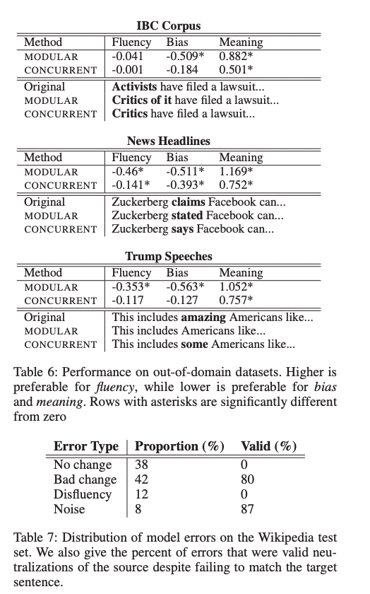 IBC Corpus
Method Fluency Bias Meaning
MODULAR -0.041 -0.509* 0.882*
CONCURRENT -0.001 -0.184 0.501*
Original Activists have filed a lawsuit...
MODULAR Critics of it have filed a lawsuit...
CONCURRENT Critics have filed a lawsuit...
News Headlines
Method Fluency Bias Meaning
MODULAR -0.46* -0.511* 1.169*
CONCURRENT -0.141* -0.393* 0.752*
Original Zuckerberg claims Facebook can...
MODULAR Zuckerberg stated Facebook can...
CONCURRENT Zuckerberg says Facebook can...
Trump Speeches
Method Fluency Bias Meaning
MODULAR -0.353* -0.563* 1.052*
CONCURRENT -0.117 -0.127 0.757*
Original This includes amazing Americans like...
MODULAR This includes Americans like...
CONCURRENT This includes some Americans like...
Table 6: Performance on out-of-domain datasets. Higher is
preferable for fluency, while lower is preferable for bias
and meaning. Rows with asterisks are significantly different
from zero
Error Type Proportion (%) Valid (%)
No change 38 0
Bad change 42 80
Disfluency 12 0
Noise 8 87
Table 7: Distribution of model errors on the Wikipedia test
set. We also give the percent of errors that were valid neu-
tralizations of the source despite failing to match the target
sentence.